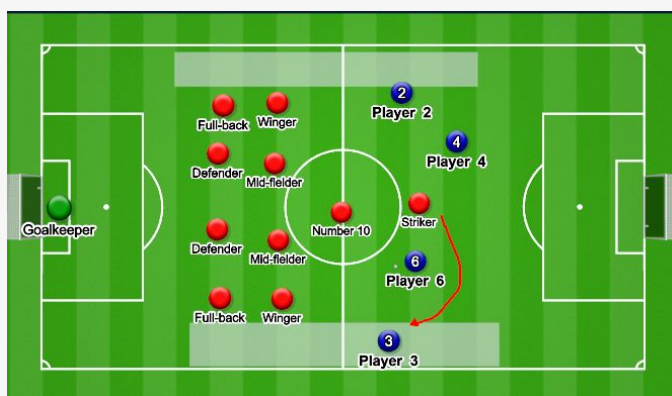 2
Player 2
Full-back
Winger
4
Player 4
Defender
Mid-fielder
Goalkeeper
Number 10
Striker
Defender
Mid-fielder
6
Player 6
Full-back
Winger
3
Player 3